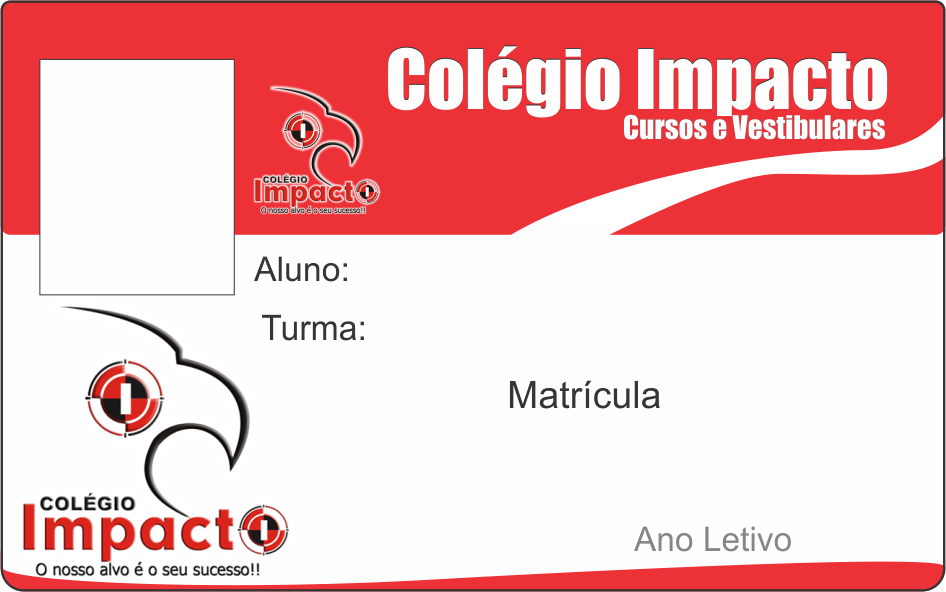 Colégio Impacto
Cursos e Vestibulares
COLÉGIO
Impacto
O nosso alvo é o seu sucesso!!
Aluno:
Turma:
Matrícula
COLÉGIO
Impacto
O nosso alvo é o seu sucesso!!
Ano Letivo